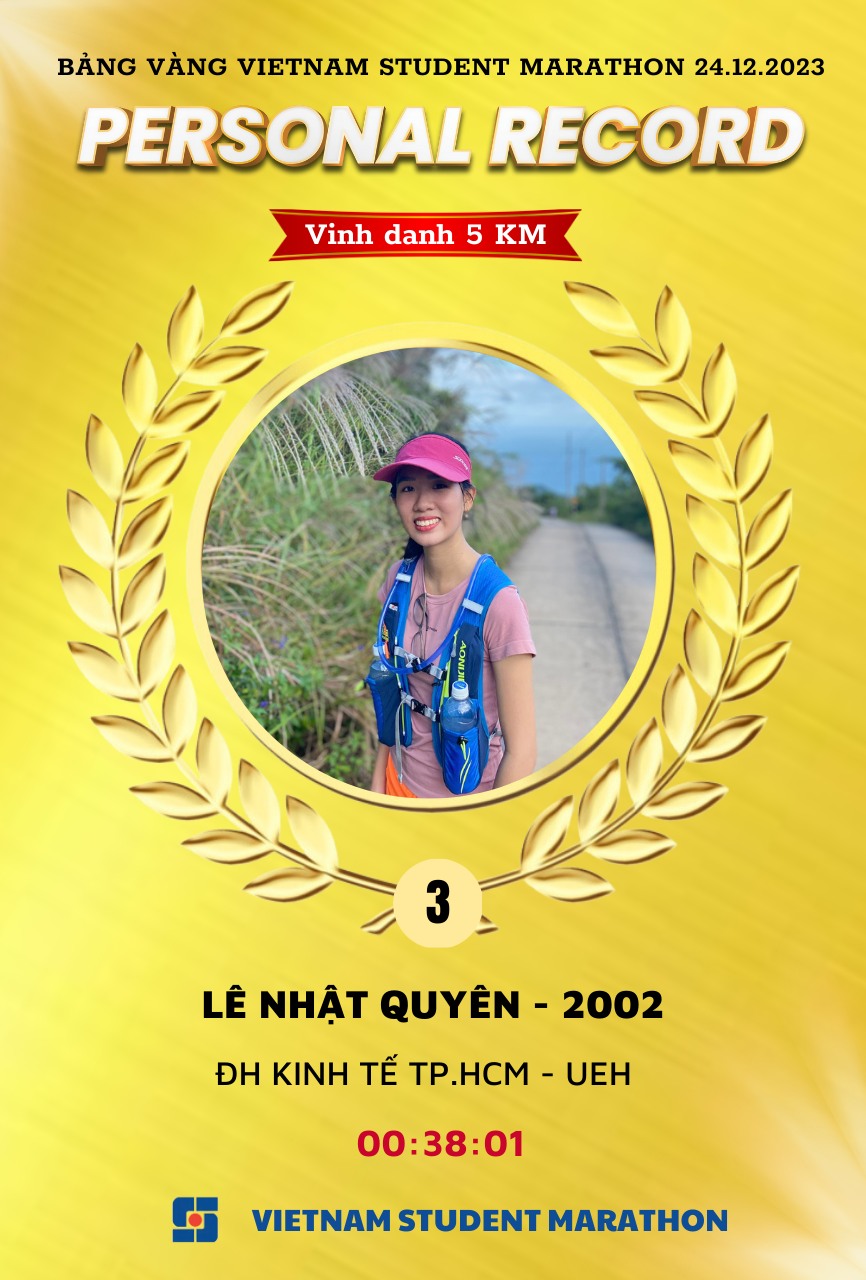 BẢNG VÀNG VIETNAM STUDENT MARATHON 24.12.2023
PERSONAL RECORD
Vinh danh 5 KM
AONIJIE
3
LÊ NHẬT QUYÊN - 2002
ĐH KINH TẾ TP.HCM - UEH
00:38:01
VIETNAM STUDENT MARATHON